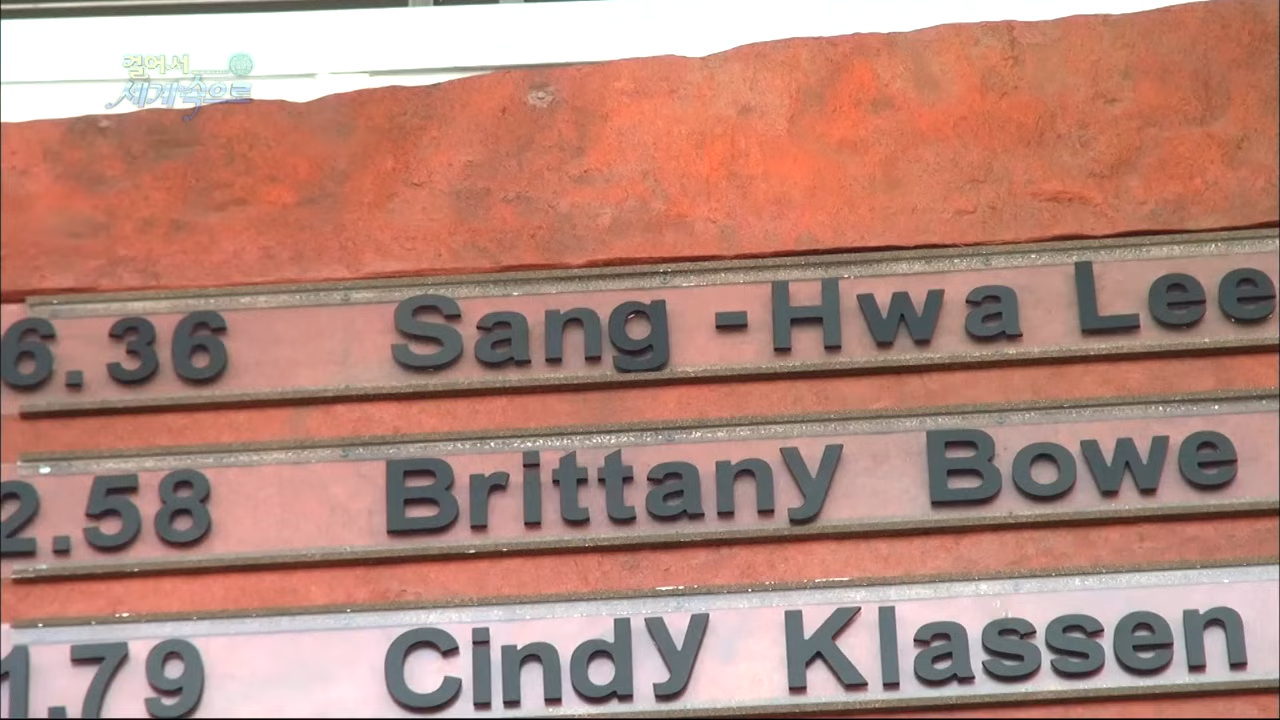 걸어서
세계속으로
6.36 Sang-Hwa Lee
2.58 Brittany Bowe
1.79 Cindy Klassen